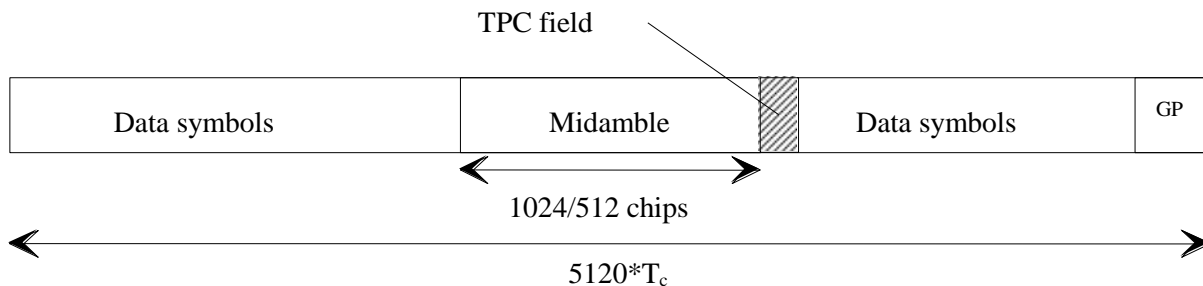 TPC field
Data symbols Midamble Data symbols GP
1024/512 chips
5120*Tc